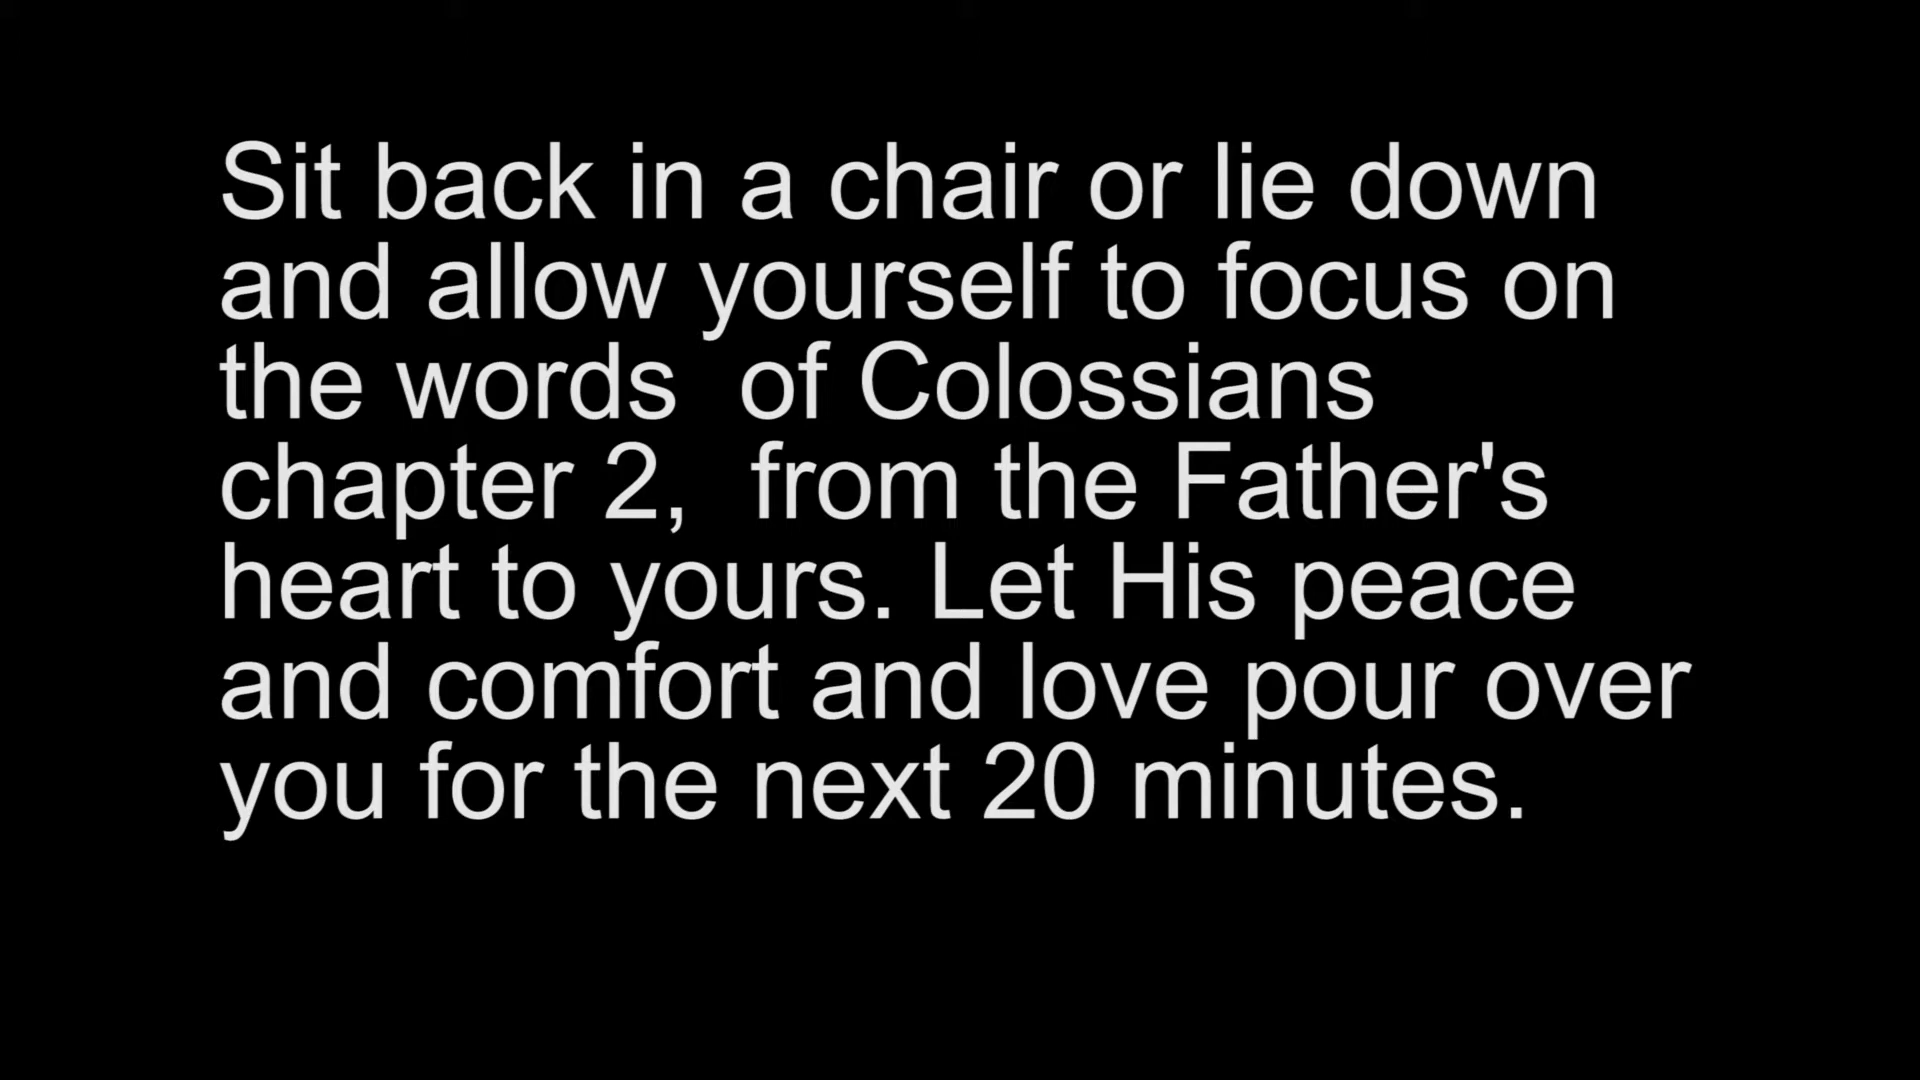 Sit back in a chair or lie down
and allow yourself to focus on
the words  of Colossians
chapter 2,  from the Father's
heart to yours. Let His peace
and comfort and love pour over
you for the next 20 minutes.